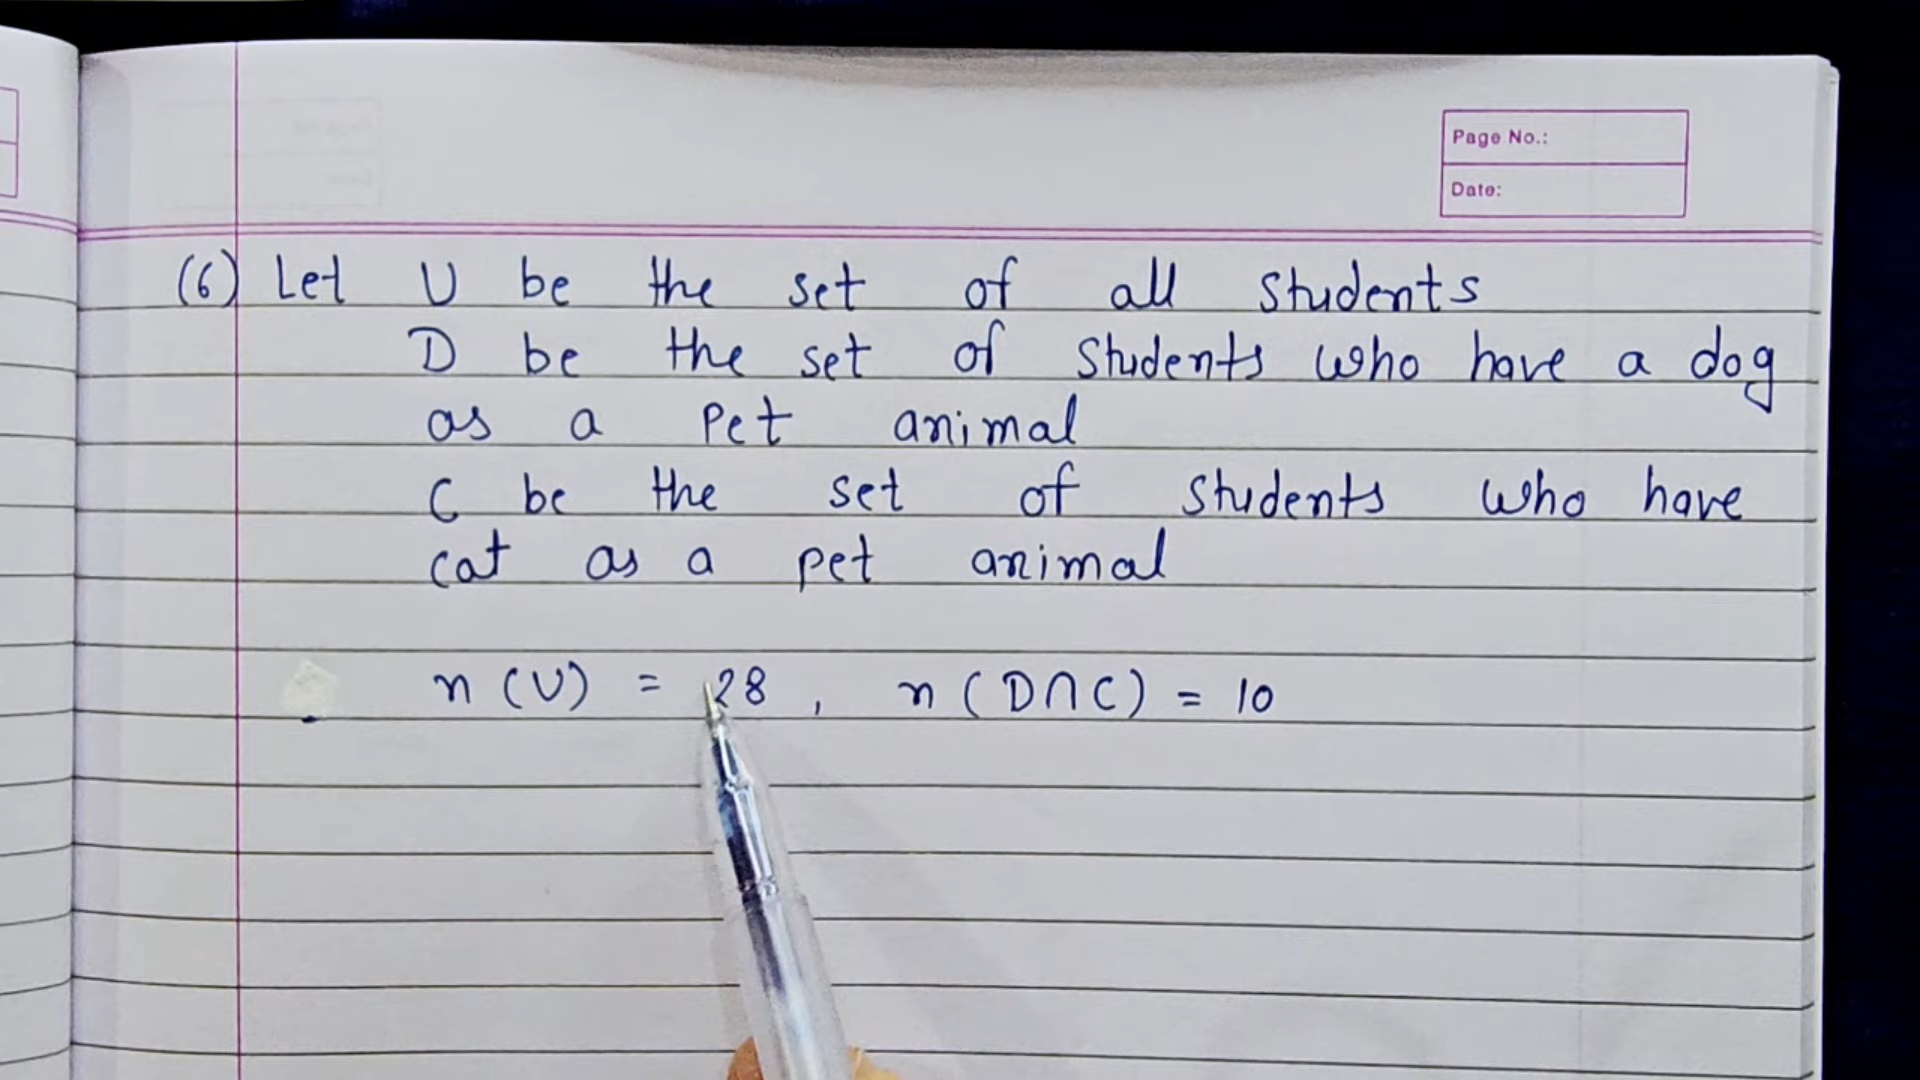 Page No.:
Date:
(6) Let U be the set of all students
D be the set of students who have a dog
as a pet animal
C be the set of students who have
cat as a pet animal
n (U) = 28 , n ( D∩C ) = 10